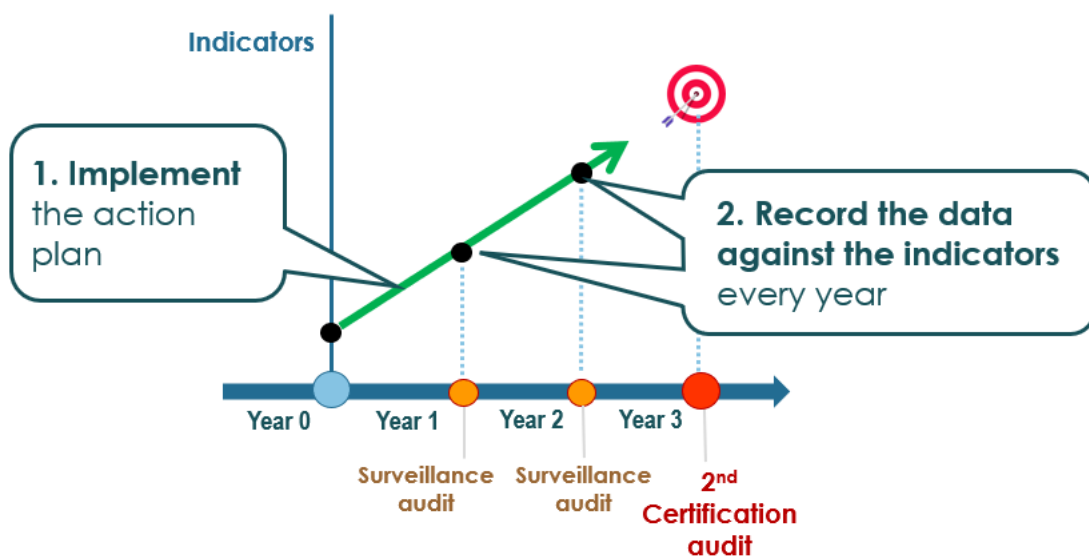 Indicators
1. Implement
the action
plan
2. Record the data
against the indicators
every year
Year 0
Year 1
Year 2
Year 3
Surveillance
audit
Surveillance
audit
2nd
Certification
audit